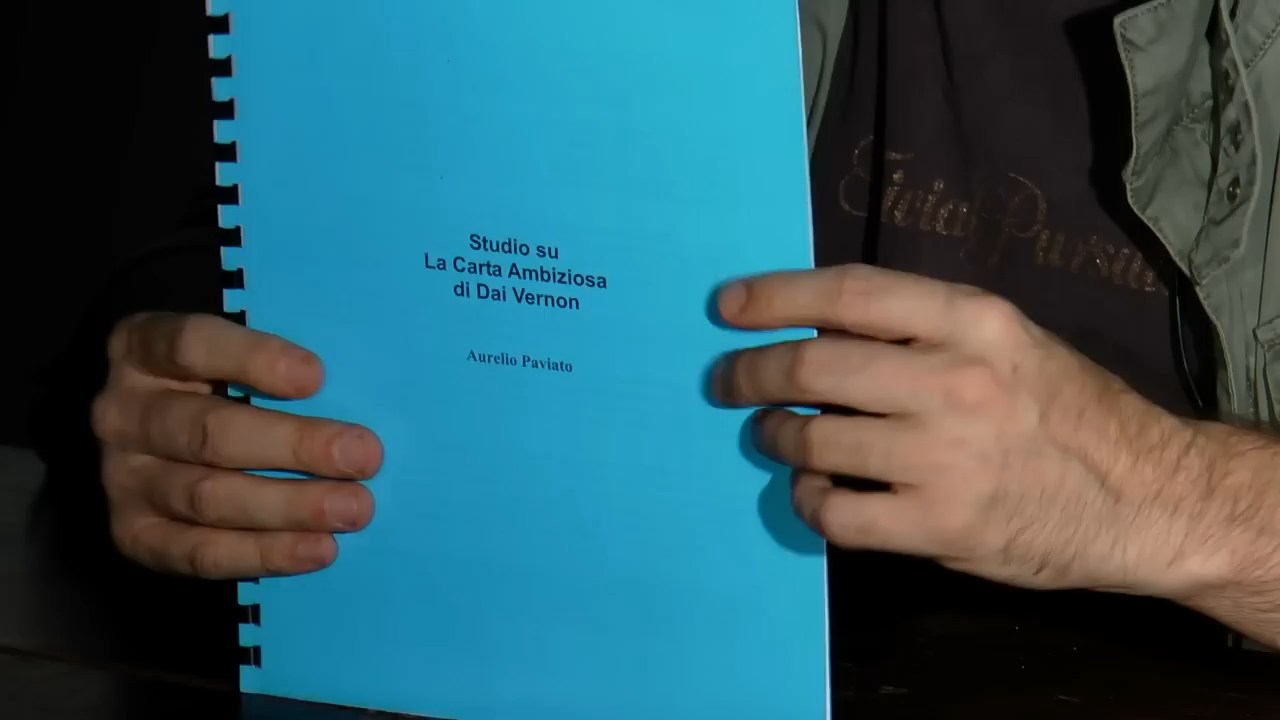 Studio su
La Carta Ambiziosa
di Dai Vernon
Aurelio Paviato